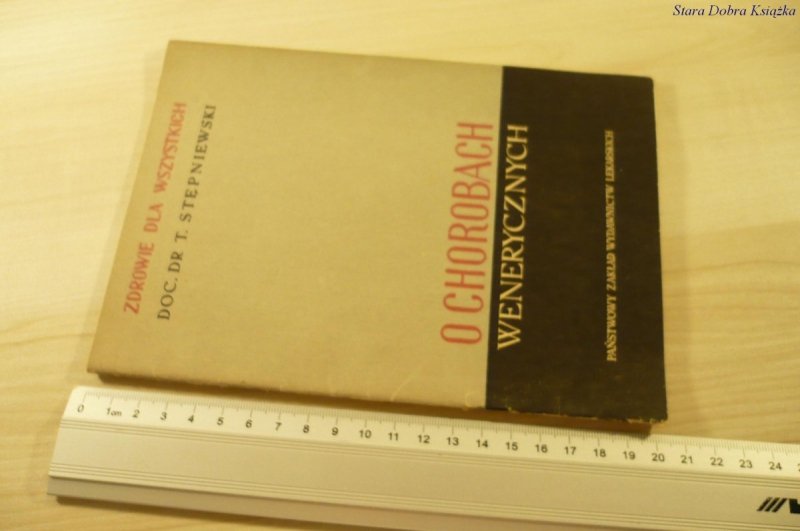 Stara Dobra Książka
ZDROWIE DLA WSZYSTKICH
DOC. DR T. STĘPNIEWSKI
O CHOROBACH
WENERYCZNYCH
PAŃSTWOWY ZAKŁAD WYDAWNICTW LEKARSKICH
0 1cm 2 3 4 5 6 7 8 9 10 11 12 13 14 15 16 17 18 19 20 21 22 23 24